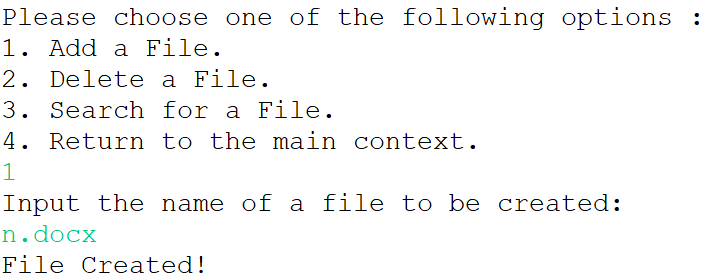 Please choose one of the following options :
1. Add a File.
2. Delete a File.
3. Search for a File.
4. Return to the main context.
1
Input the name of a file to be created:
n.docx
File Created!